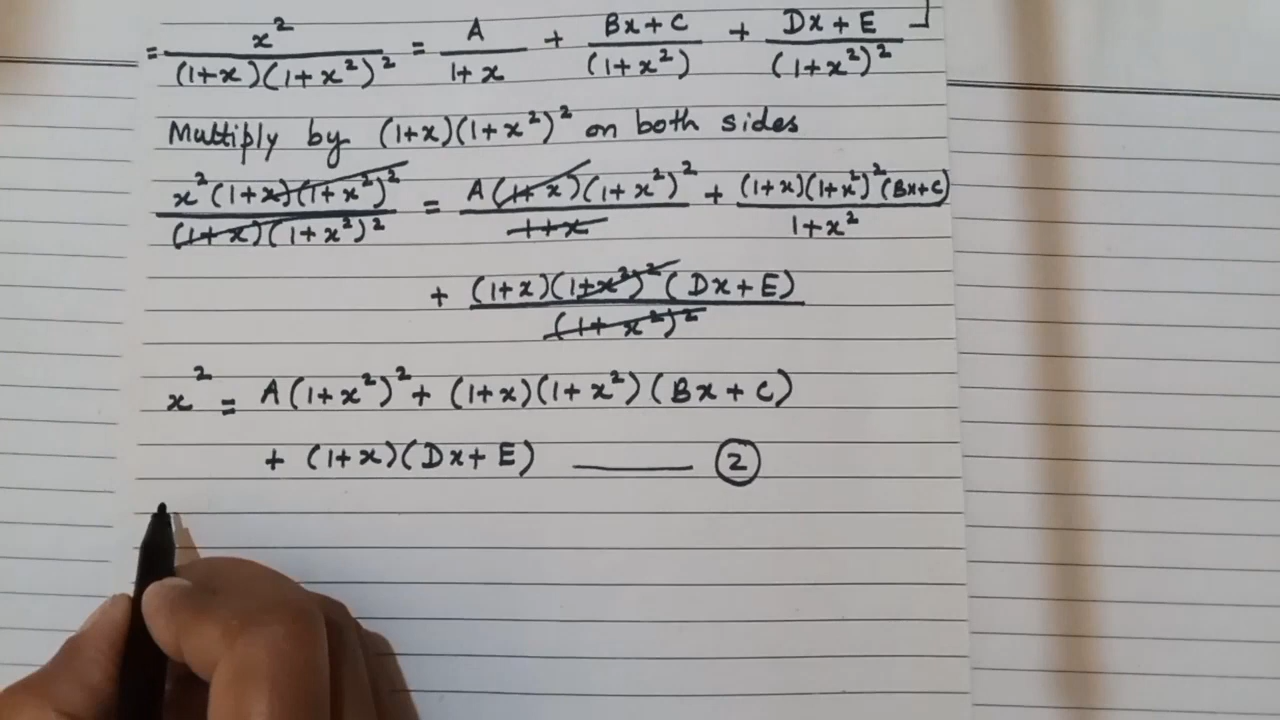 = x²/((1+x)(1+x²)²) = A/(1+x) + (Bx+C)/(1+x²) + (Dx+E)/(1+x²)² ]
Multiply by (1+x)(1+x²)² on both sides
x²(1+x)(1+x²)²/((1+x)(1+x²)²) = A(1+x)(1+x²)²/(1+x) + (1+x)(1+x²)²(Bx+C)/(1+x²)
+ (1+x)(1+x²)²(Dx+E)/(1+x²)²
x² = A(1+x²)² + (1+x)(1+x²)(Bx+C)
+ (1+x)(Dx+E) ——— ②